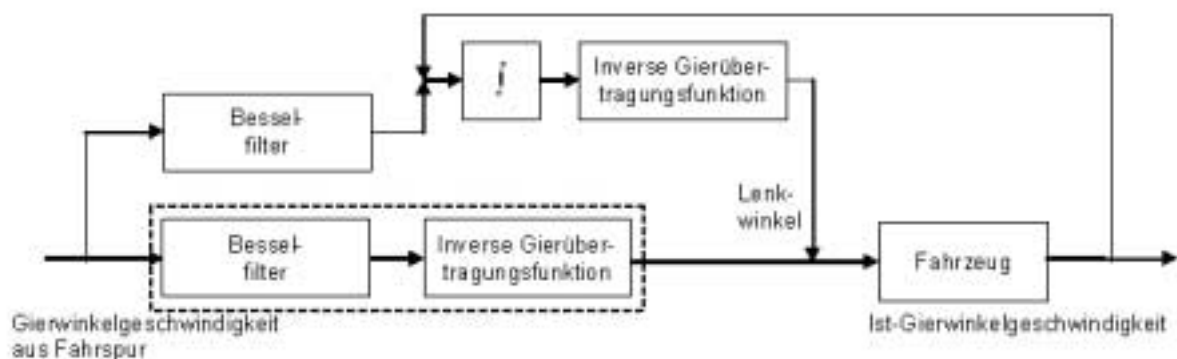 ∫
Inverse Gierüber-
tragungsfunktion
Bessel-
filter
Lenk-
winkel
Bessel-
filter
Inverse Gierüber-
tragungsfunktion
Fahrzeug
Gierwinkelgeschwindigkeit
aus Fahrspur
Ist-Gierwinkelgeschwindigkeit